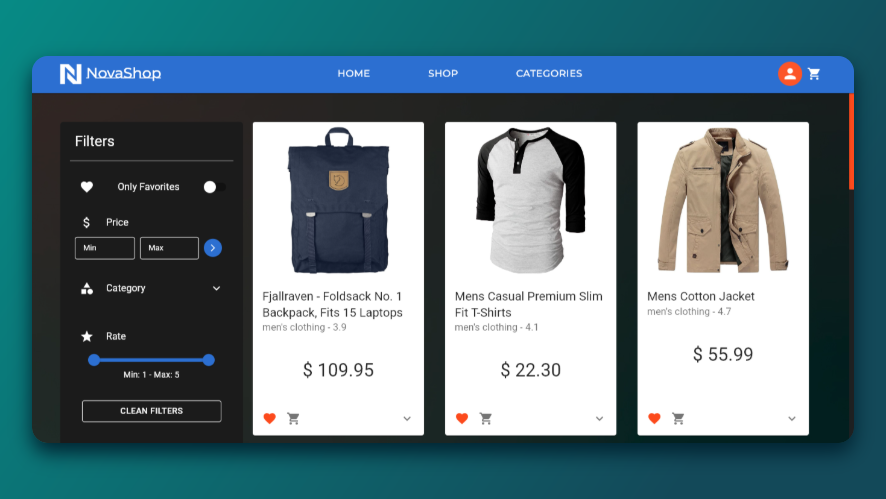 NovaShop
HOME
SHOP
CATEGORIES
Filters
Only Favorites
$ Price
Min
Max
Category
Rate
Min: 1 - Max: 5
CLEAN FILTERS
Fjallraven - Foldsack No. 1
Backpack, Fits 15 Laptops
men's clothing - 3.9
$ 109.95
Mens Casual Premium Slim
Fit T-Shirts
men's clothing - 4.1
$ 22.30
Mens Cotton Jacket
men's clothing - 4.7
$ 55.99